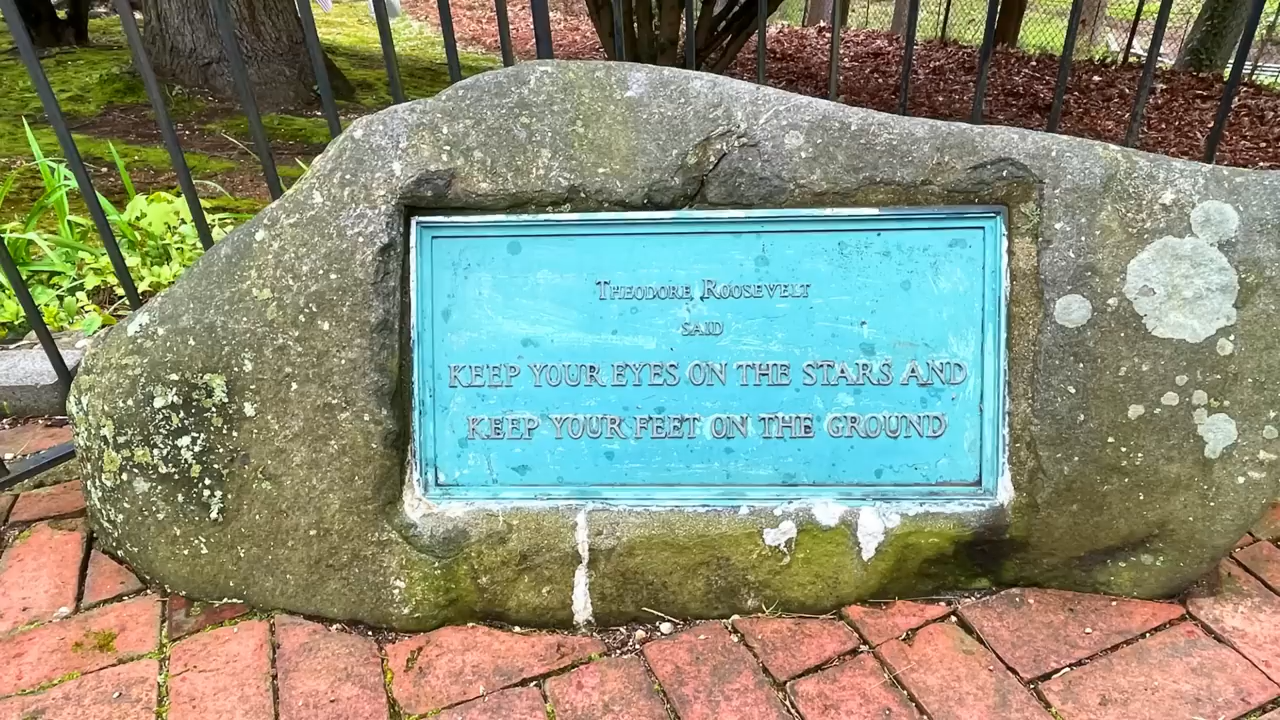 THEODORE ROOSEVELT
SAID
KEEP YOUR EYES ON THE STARS AND
KEEP YOUR FEET ON THE GROUND